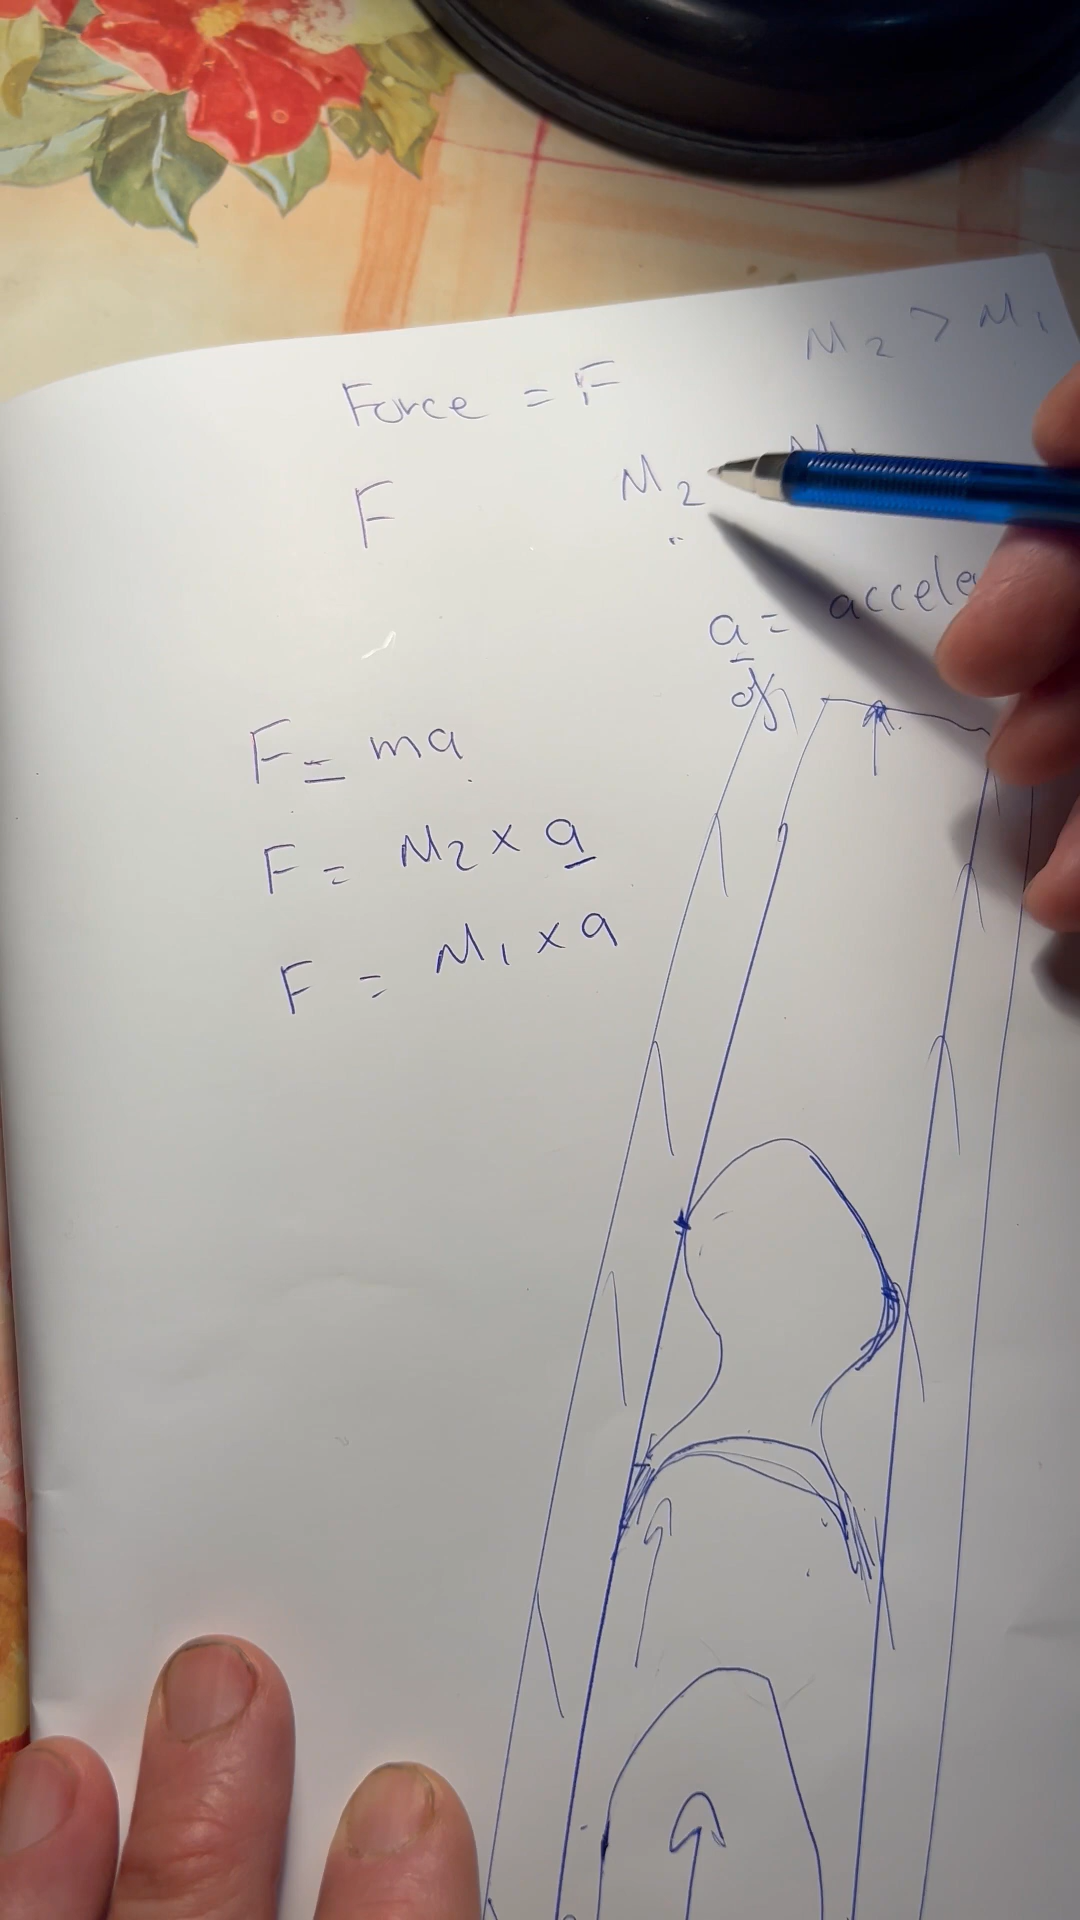 M2 > M1
Force = F
F M2
a = accele
of
F = ma
F = M2 x a
F = M1 x a